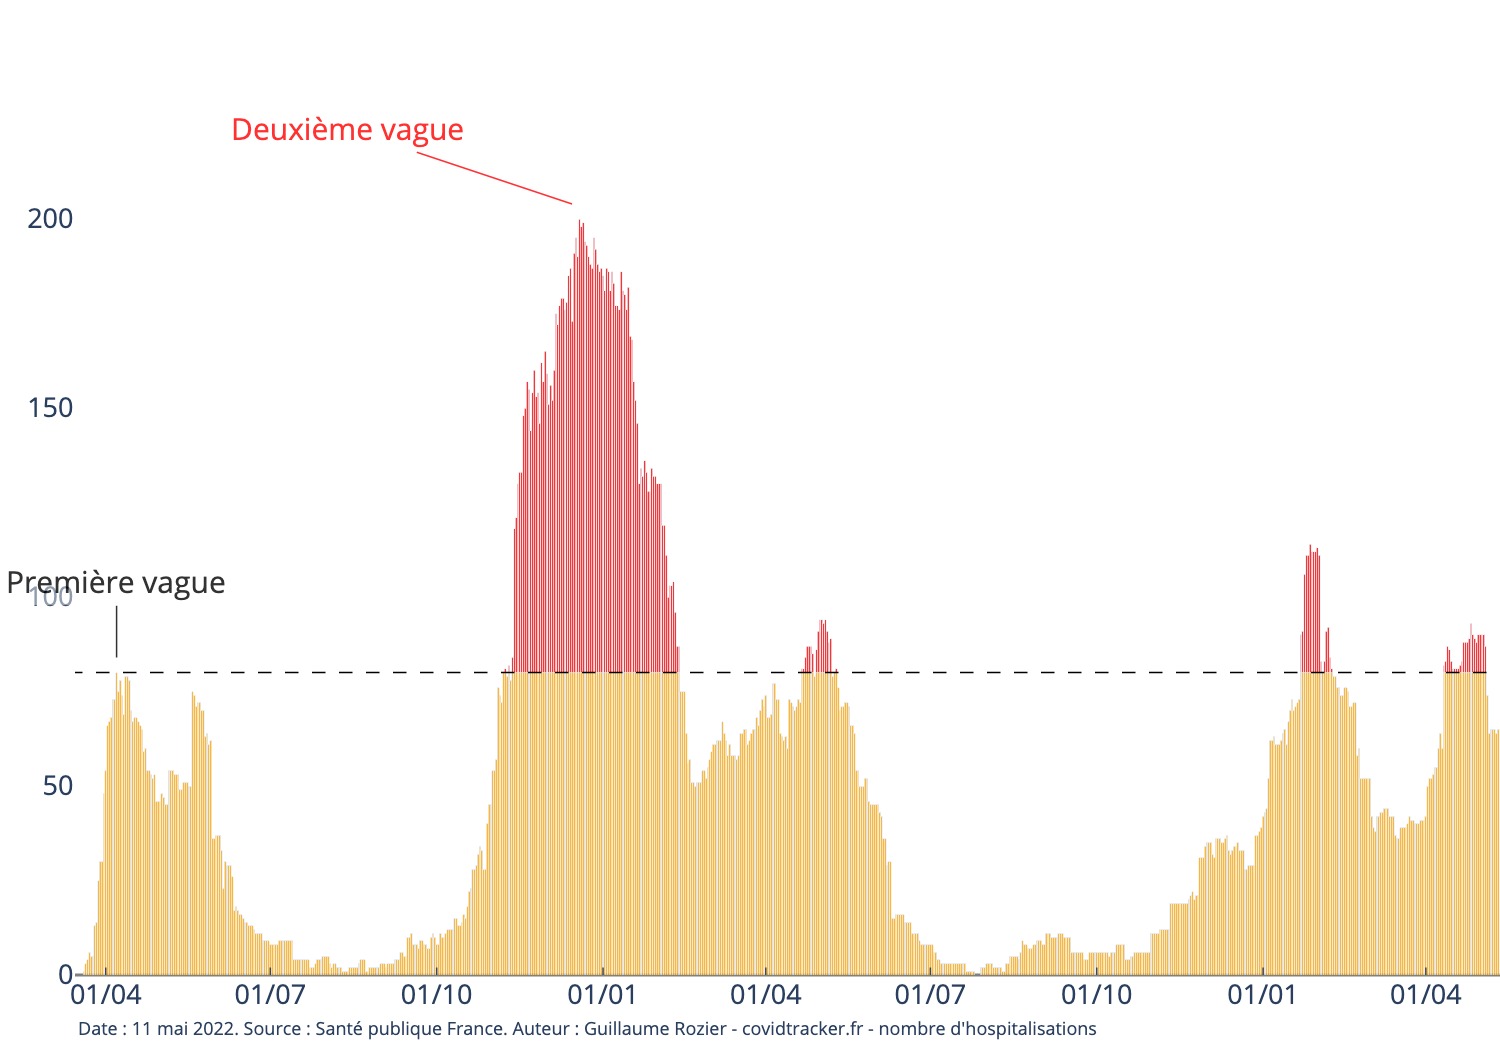 Deuxième vague
200
150
Première vague
100
50
0
01/04 01/07 01/10 01/01 01/04 01/07 01/10 01/01 01/04
Date : 11 mai 2022. Source : Santé publique France. Auteur : Guillaume Rozier - covidtracker.fr - nombre d'hospitalisations